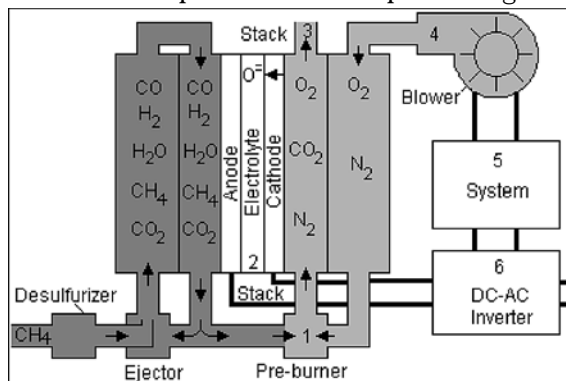 Stack 3 4
CO CO O= O2 O2 Blower
H2 H2
H2O H2O Anode Electrolyte Cathode CO2 5
System
CH4 CH4 N2
CO2 CO2 N2 6
2
Desulfurizer Stack DC-AC
Inverter
CH4 1
Ejector Pre-burner